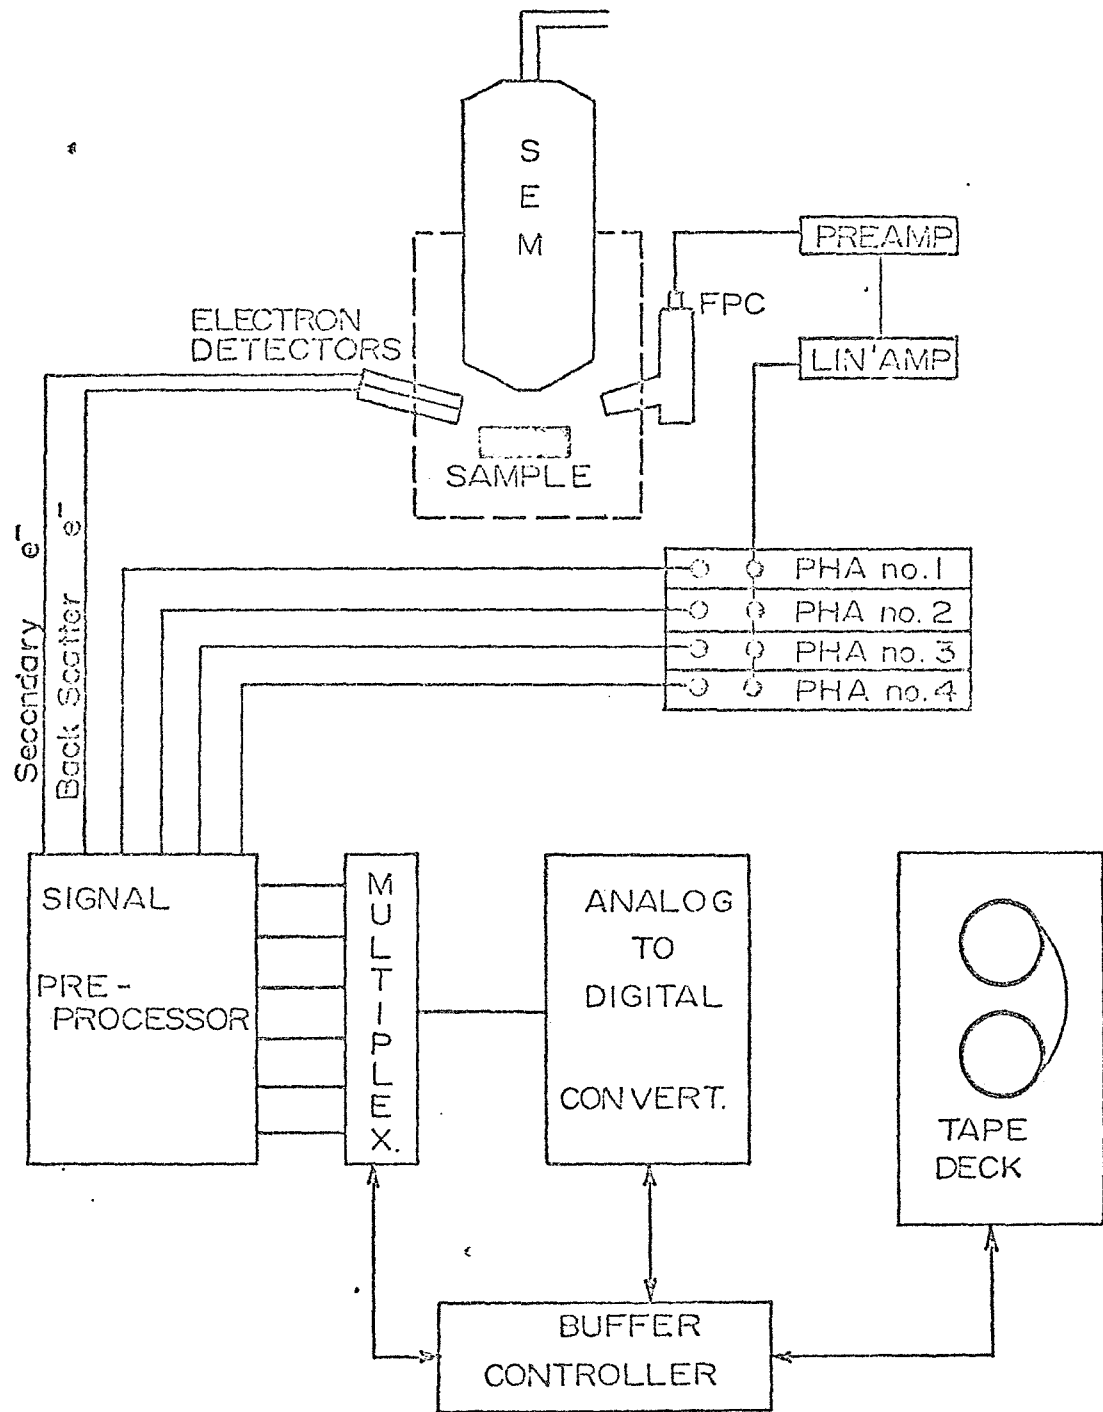 S
E
M
PREAMP
FPC
ELECTRON
DETECTORS
LIN'AMP
SAMPLE
Secondary e⁻
Back Scatter e⁻
PHA no.1
PHA no.2
PHA no.3
PHA no.4
SIGNAL
PRE-
PROCESSOR
MULTIPLEX.
ANALOG
TO
DIGITAL
CONVERT.
TAPE
DECK
BUFFER
CONTROLLER